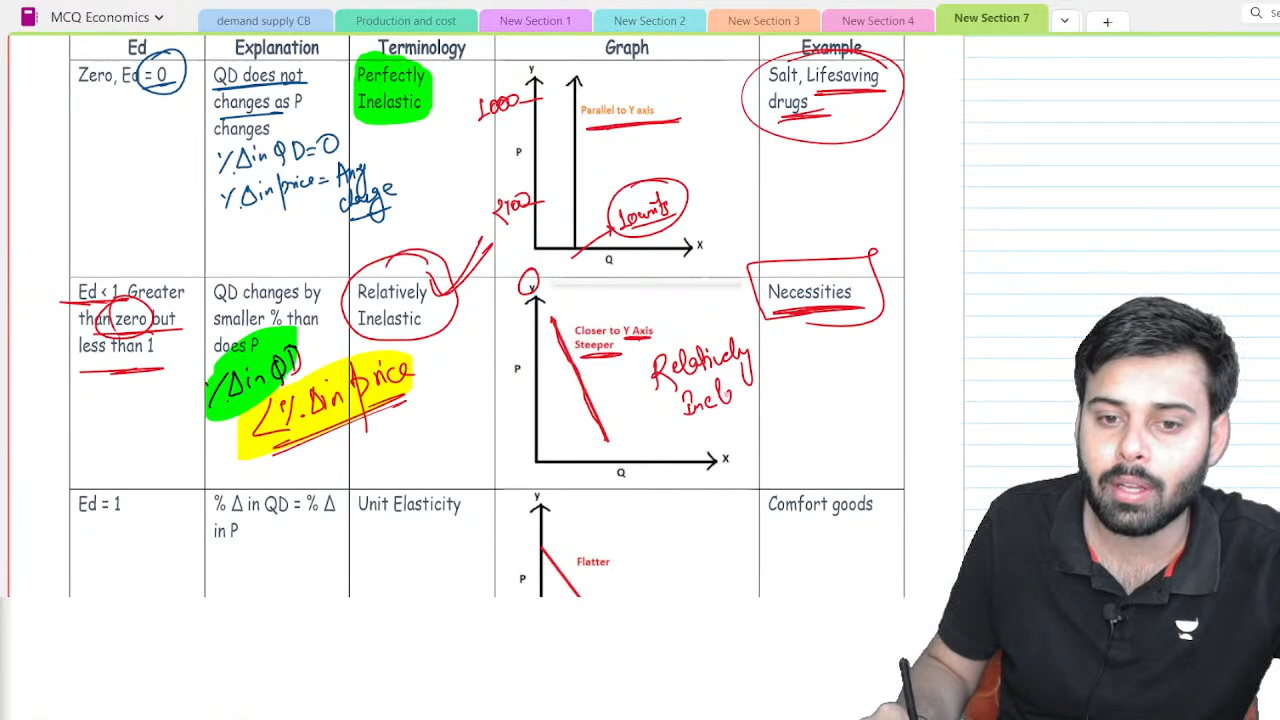 MCQ Economics
demand supply CB
Production and cost
New Section 1
New Section 2
New Section 3
New Section 4
New Section 7
+
Ed
Explanation
Terminology
Graph
Example
Zero, Ed = 0
QD does not
changes as P
changes
% Δ in QD = 0
% Δ in price = Any
change
Perfectly
Inelastic
Y
1000
Parallel to Y axis
P
10 units
X
Q
Salt, Lifesaving
drugs
Ed < 1, Greater
than zero but
less than 1
QD changes by
smaller % than
does P
% Δ in QD
< % Δ in price
Relatively
Inelastic
Y
Closer to Y Axis
Steeper
P
Relatively
X
Q
Necessities
Ed = 1
% Δ in QD = % Δ
in P
Unit Elasticity
Y
Flatter
P
Comfort goods